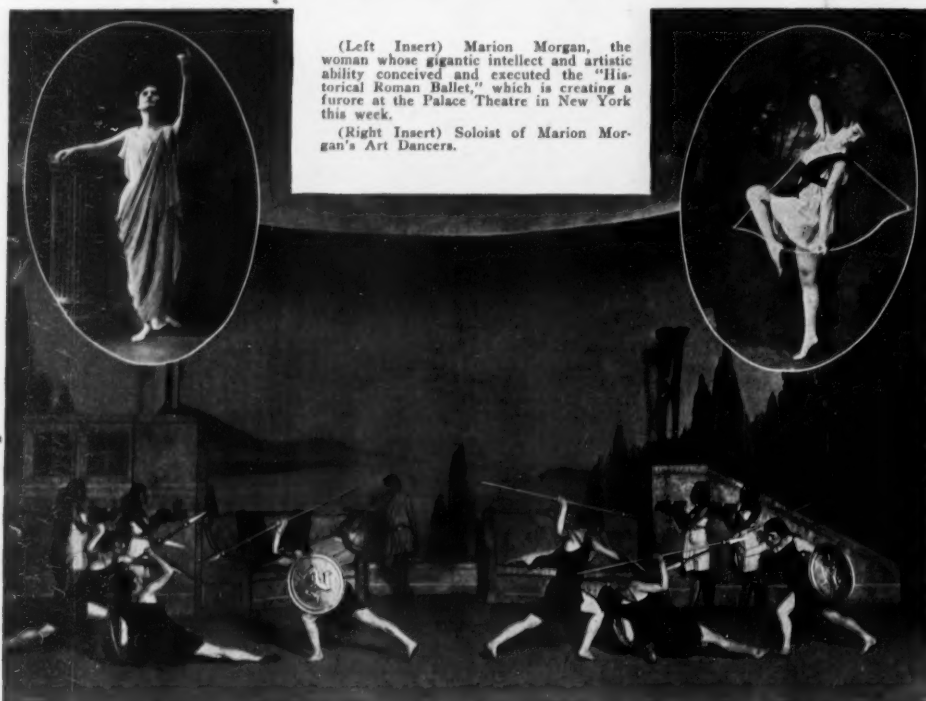 (Left Insert) Marion Morgan, the
woman whose gigantic intellect and artistic
ability conceived and executed the "His-
torical Roman Ballet," which is creating a
furore at the Palace Theatre in New York
this week.
(Right Insert) Soloist of Marion Mor-
gan's Art Dancers.